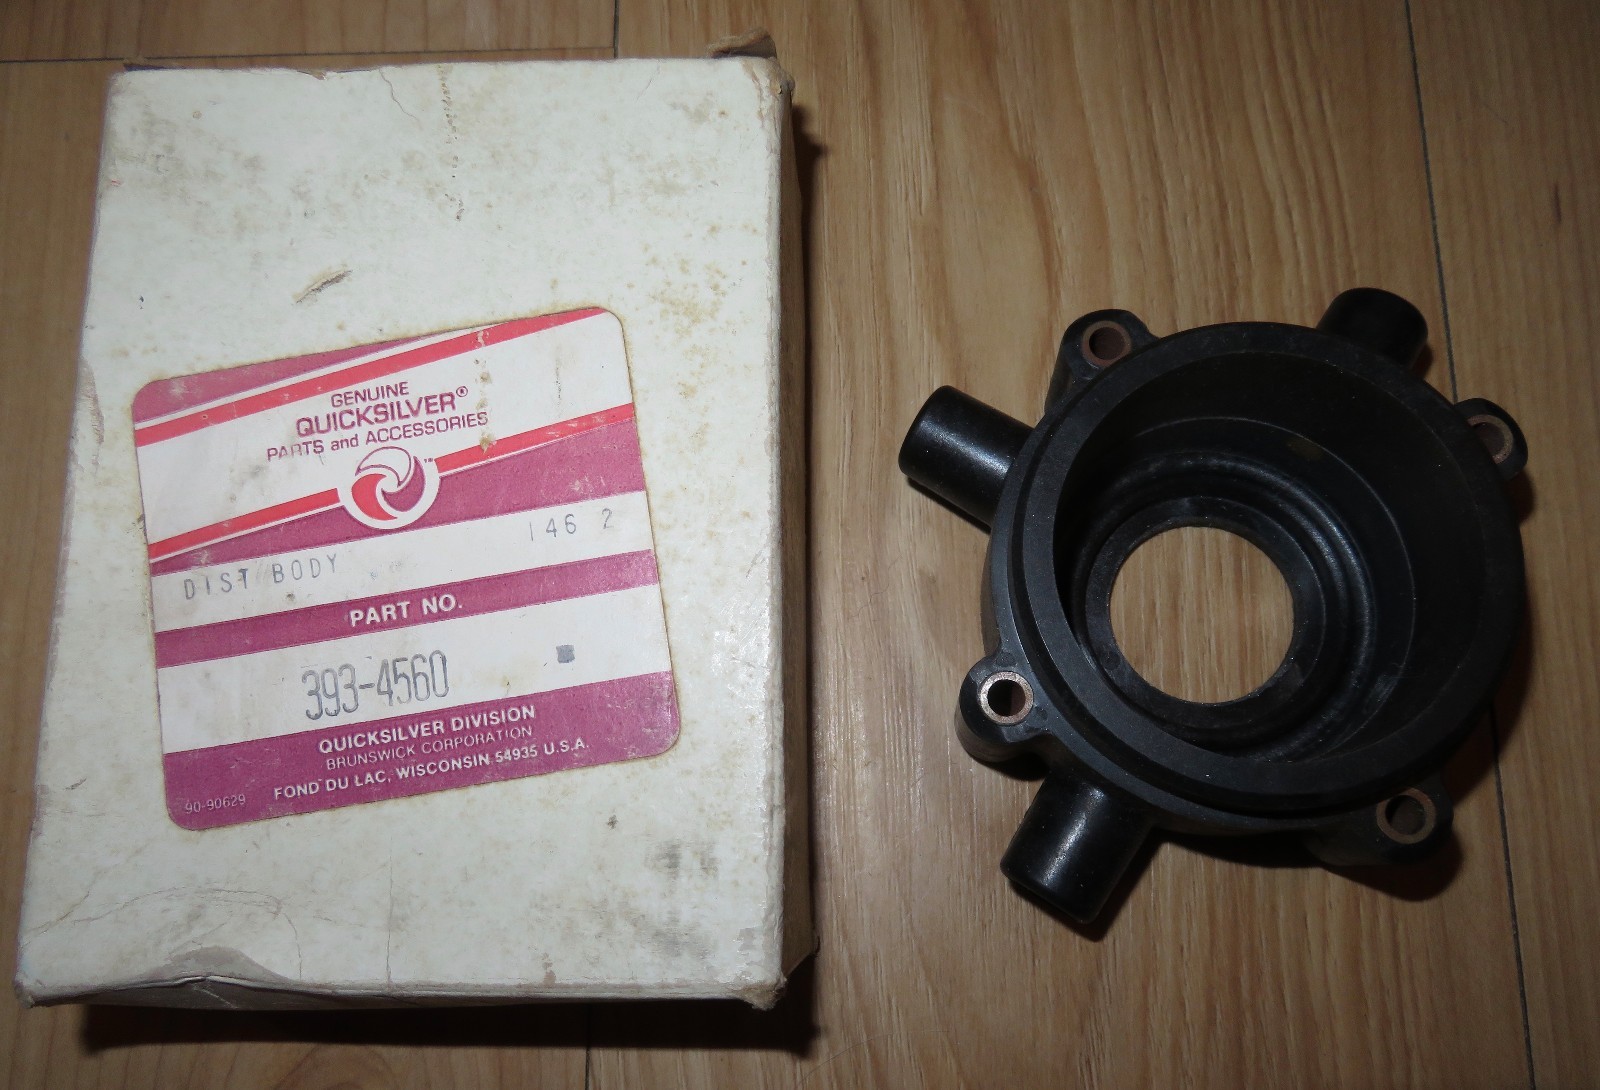 GENUINE
QUICKSILVER®
PARTS and ACCESSORIES
™
DIST BODY 146 2
PART NO.
393-4560
QUICKSILVER DIVISION
BRUNSWICK CORPORATION
FOND DU LAC, WISCONSIN 54935 U.S.A.
90-90629